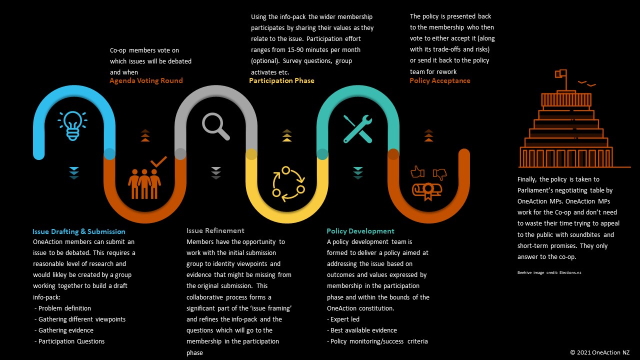 Co-op members vote on
which issues will be debated
and when
Agenda Voting Round
Using the info-pack the wider membership
participates by sharing their values as they
relate to the issue. Participation effort
ranges from 15-90 minutes per month
(optional). Survey questions, group
activates etc.
Participation Phase
The policy is presented back
to the membership who then
vote to either accept it (along
with its trade-offs and risks)
or send it back to the policy
team for rework
Policy Acceptance
Issue Drafting & Submission
OneAction members can submit an
issue to be debated. This requires a
reasonable level of research and
would likley be created by a group
working together to build a draft
info-pack:
- Problem definition
- Gathering different viewpoints
- Gathering evidence
- Participation Questions
Issue Refinement
Members have the opportunity to
work with the initial submission
group to identity viewpoints and
evidence that might be missing from
the original submission. This
collaborative process forms a
significant part of the 'issue framing'
and refines the info-pack and the
questions which will go to the
membership in the participation
phase
Policy Development
A policy development team is
formed to deliver a policy aimed at
addressing the issue based on
outcomes and values expressed by
membership in the participation
phase and within the bounds of the
OneAction constitution.
- Expert led
- Best available evidence
- Policy monitoring/success criteria
Finally, the policy is taken to
Parliament's negotiating table by
OneAction MPs. OneAction MPs
work for the Co-op and don't need
to waste their time trying to appeal
to the public with soundbites and
short-term promises. They only
answer to the co-op.
Beehive image credit: Elections.nz
© 2021 OneAction NZ.